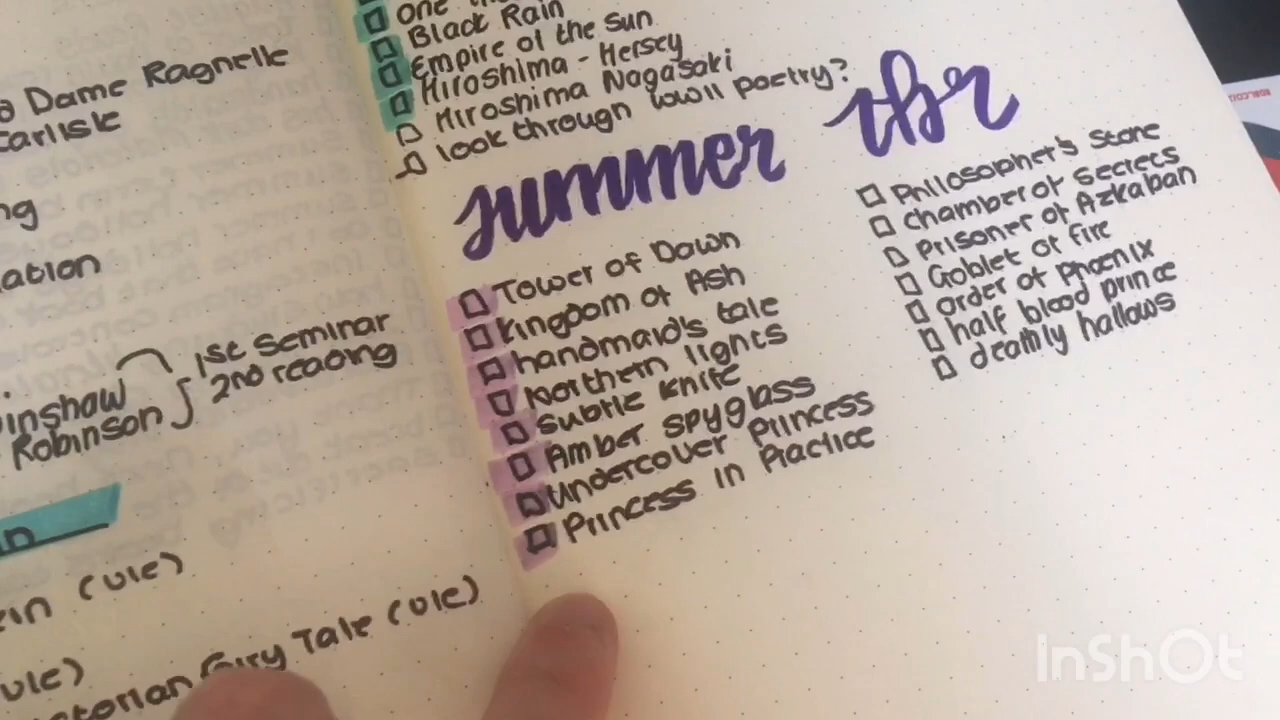 Dame Ragnelle
Carlisle
ation
inshaw
Robinson
1st Seminar
2nd reading
(vle)
Fairy Tale (vle)
One
Black Rain
Empire of the Sun
Hiroshima - Hersey
Hiroshima Nagasaki
look through wwii poetry?
summer tbr
Tower of Dawn
Kingdom of Ash
handmaid's tale
Northern lights
Subtle knife
Amber spyglass
Undercover Princess
Princess in Practice
Philosopher's Stone
Chamber of Secrets
Prisoner of Azkaban
Goblet of fire
order of Phoenix
half blood prince
deathly hallows
InShOt